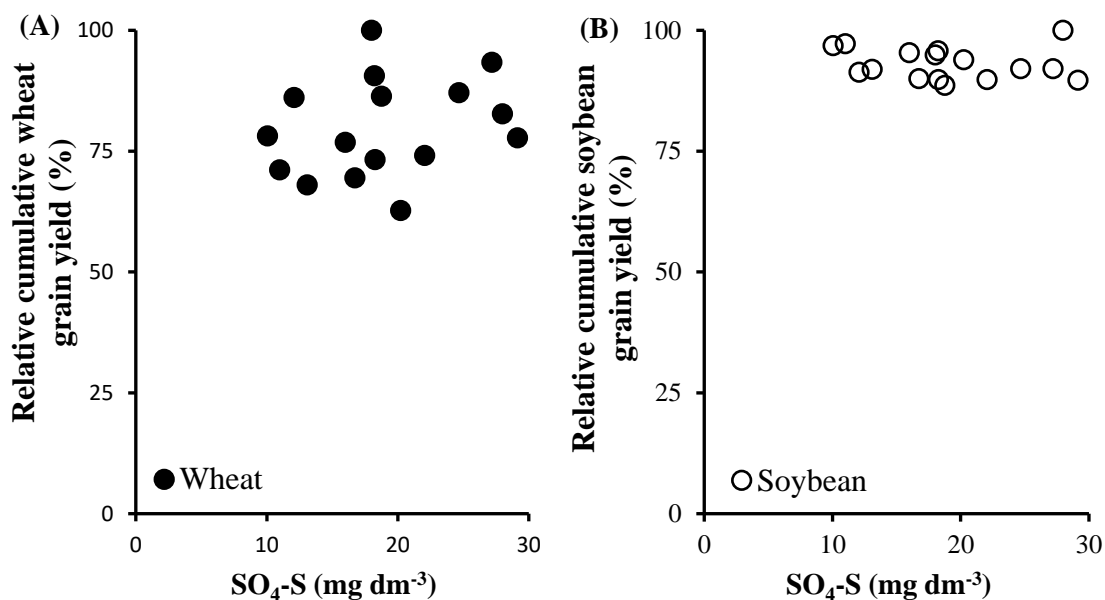 (A)
Relative cumulative wheat
grain yield (%)
100
75
50
25
0
0 10 20 30
SO₄-S (mg dm⁻³)
Wheat
(B)
Relative cumulative soybean
grain yield (%)
100
75
50
25
0
0 10 20 30
SO₄-S (mg dm⁻³)
Soybean